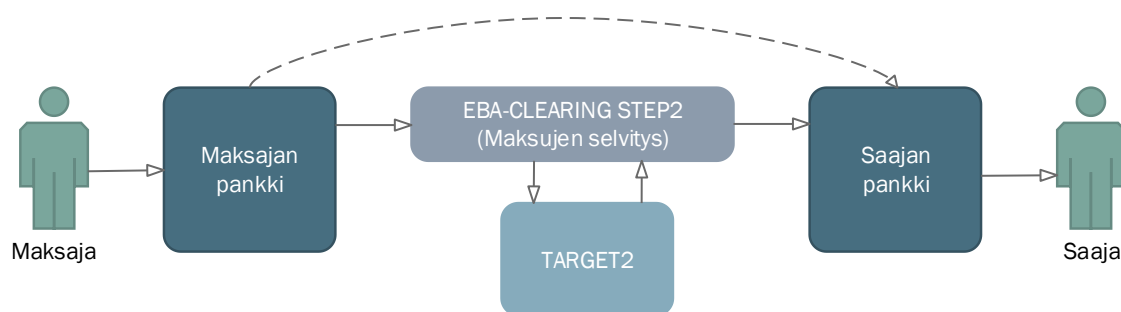 EBA-CLEARING STEP2
(Maksujen selvitys)
Maksajan
pankki
Saajan
pankki
Maksaja
TARGET2
Saaja